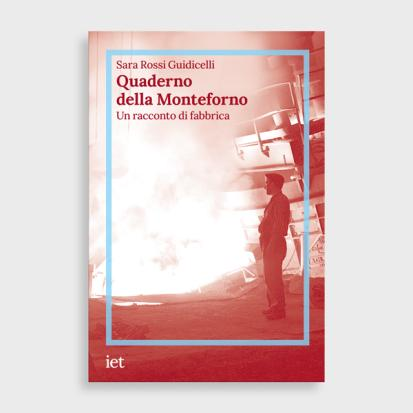 Sara Rossi Guidicelli
Quaderno
della Monteforno
Un racconto di fabbrica
iet